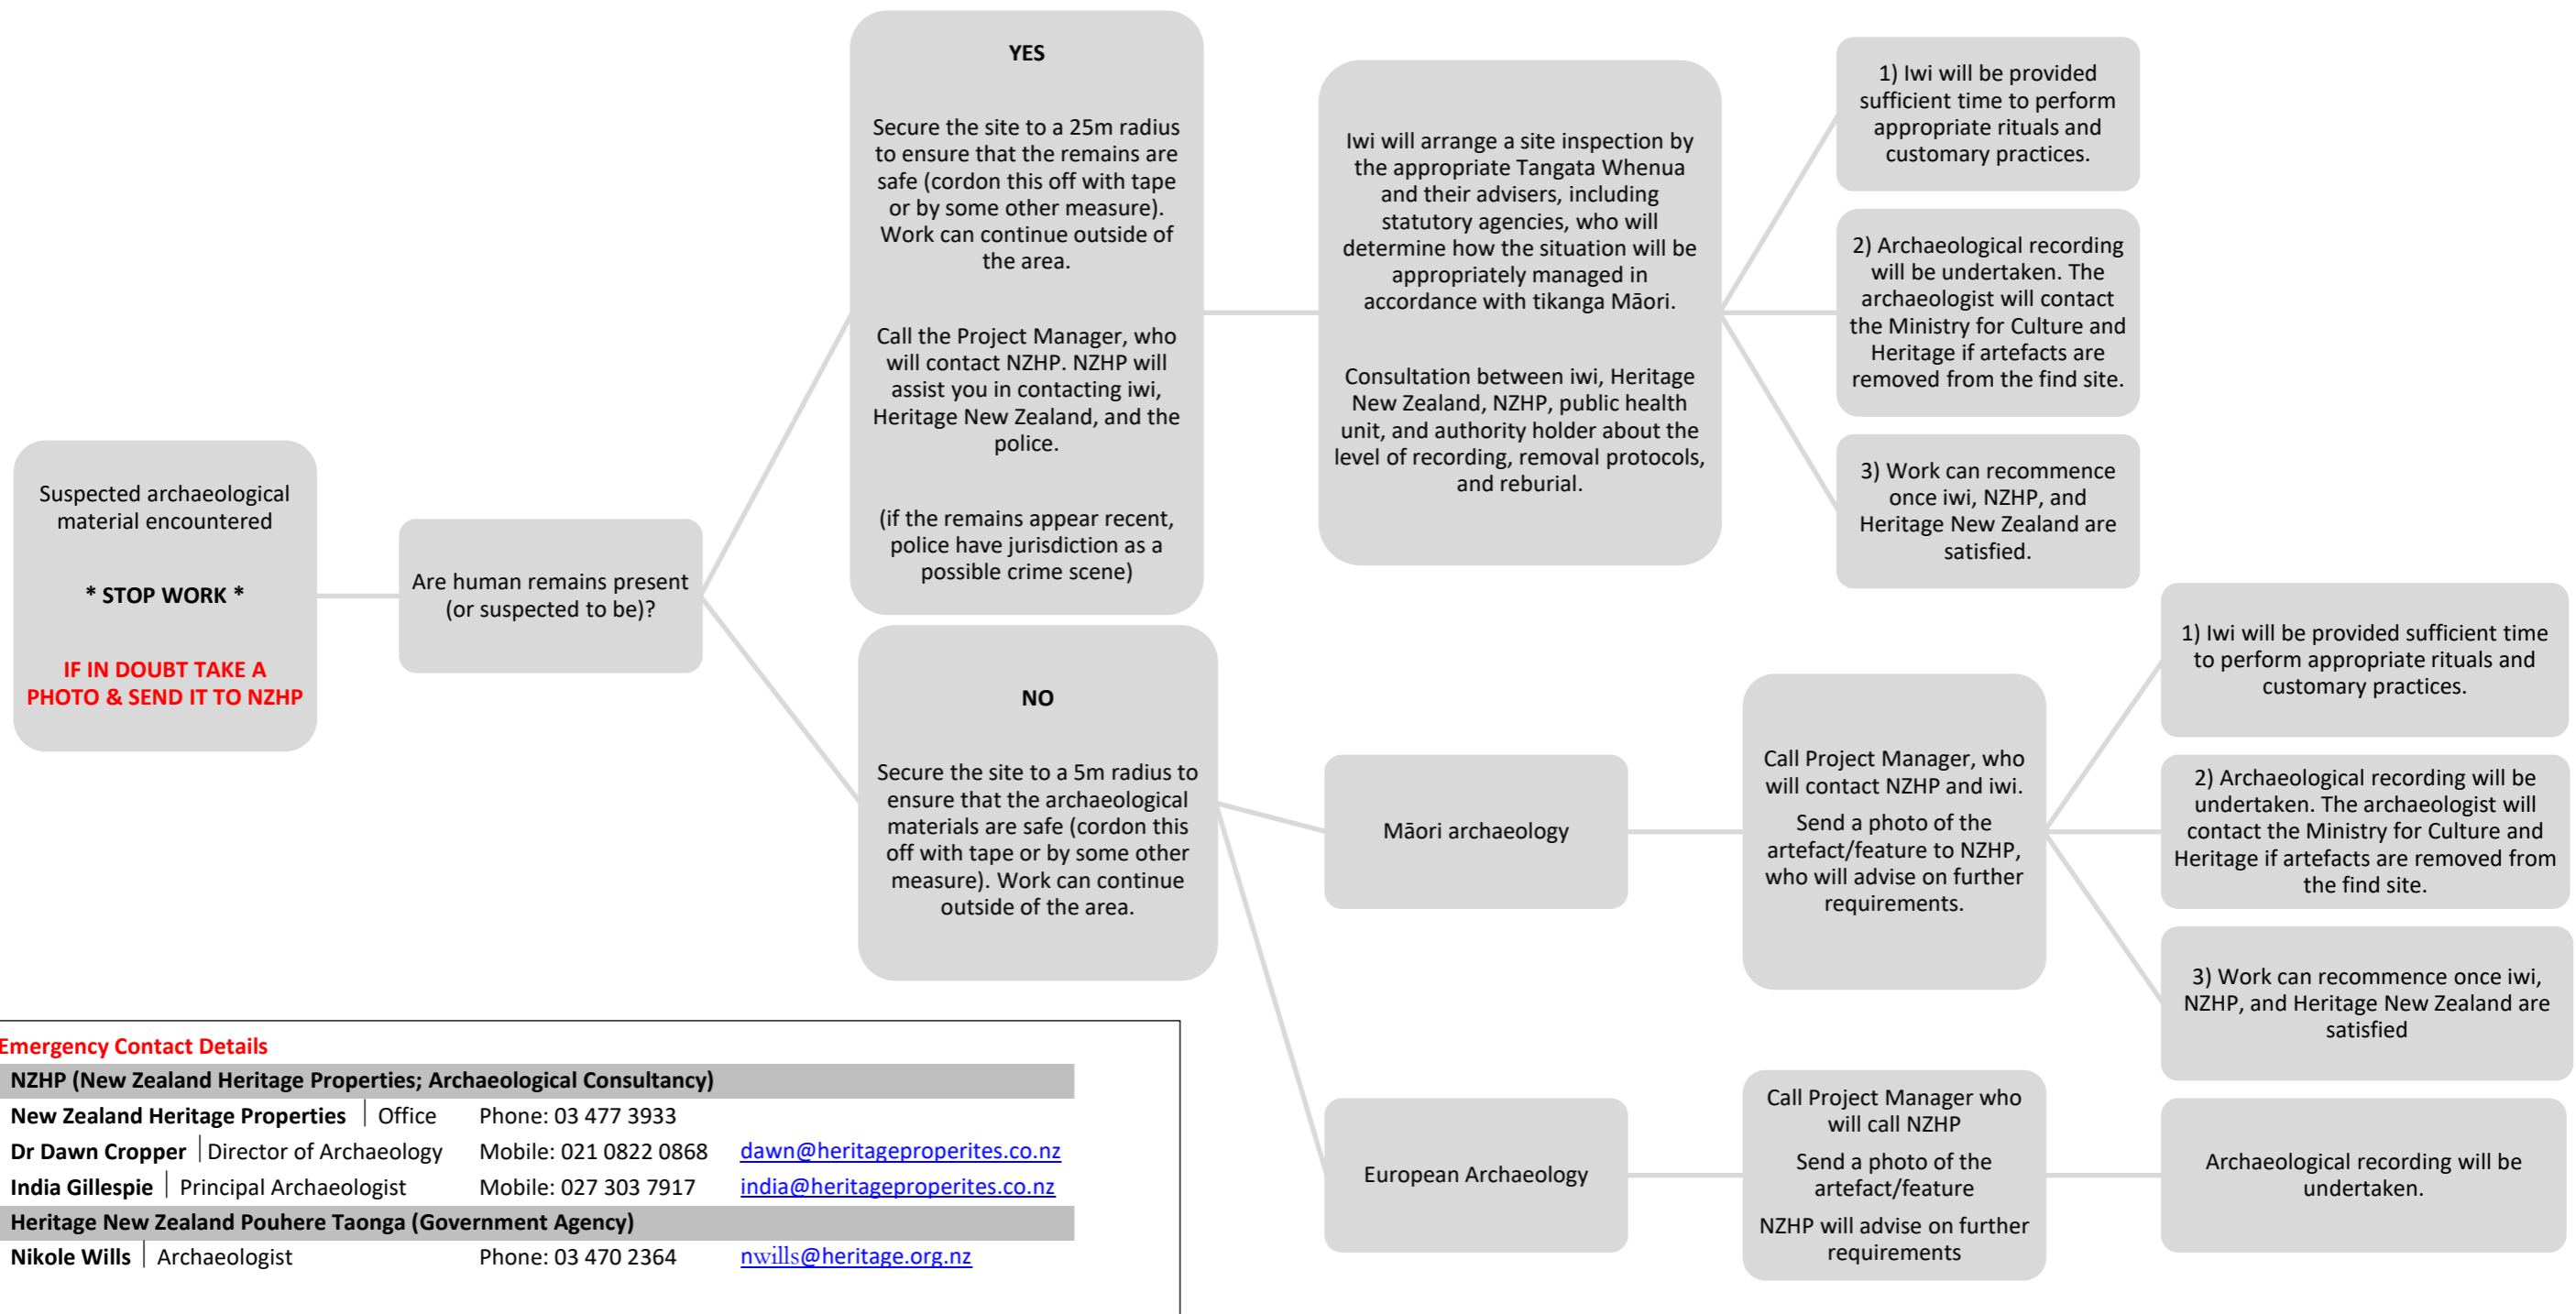 Suspected archaeological
material encountered
* STOP WORK *
IF IN DOUBT TAKE A
PHOTO & SEND IT TO NZHP
Are human remains present
(or suspected to be)?
YES
Secure the site to a 25m radius
to ensure that the remains are
safe (cordon this off with tape
or by some other measure).
Work can continue outside of
the area.
Call the Project Manager, who
will contact NZHP. NZHP will
assist you in contacting iwi,
Heritage New Zealand, and the
police.
(if the remains appear recent,
police have jurisdiction as a
possible crime scene)
Iwi will arrange a site inspection by
the appropriate Tangata Whenua
and their advisers, including
statutory agencies, who will
determine how the situation will be
appropriately managed in
accordance with tikanga Māori.
Consultation between iwi, Heritage
New Zealand, NZHP, public health
unit, and authority holder about the
level of recording, removal protocols,
and reburial.
1) Iwi will be provided
sufficient time to perform
appropriate rituals and
customary practices.
2) Archaeological recording
will be undertaken. The
archaeologist will contact
the Ministry for Culture and
Heritage if artefacts are
removed from the find site.
3) Work can recommence
once iwi, NZHP, and
Heritage New Zealand are
satisfied.
NO
Secure the site to a 5m radius to
ensure that the archaeological
materials are safe (cordon this
off with tape or by some other
measure). Work can continue
outside of the area.
Māori archaeology
Call Project Manager, who
will contact NZHP and iwi.
Send a photo of the
artefact/feature to NZHP,
who will advise on further
requirements.
1) Iwi will be provided sufficient time
to perform appropriate rituals and
customary practices.
2) Archaeological recording will be
undertaken. The archaeologist will
contact the Ministry for Culture and
Heritage if artefacts are removed from
the find site.
3) Work can recommence once iwi,
NZHP, and Heritage New Zealand are
satisfied
European Archaeology
Call Project Manager who
will call NZHP
Send a photo of the
artefact/feature
NZHP will advise on further
requirements
Archaeological recording will be
undertaken.
Emergency Contact Details
NZHP (New Zealand Heritage Properties; Archaeological Consultancy)
New Zealand Heritage Properties | Office Phone: 03 477 3933
Dr Dawn Cropper | Director of Archaeology Mobile: 021 0822 0868 dawn@heritageproperites.co.nz
India Gillespie | Principal Archaeologist Mobile: 027 303 7917 india@heritageproperites.co.nz
Heritage New Zealand Pouhere Taonga (Government Agency)
Nikole Wills | Archaeologist Phone: 03 470 2364 nwills@heritage.org.nz